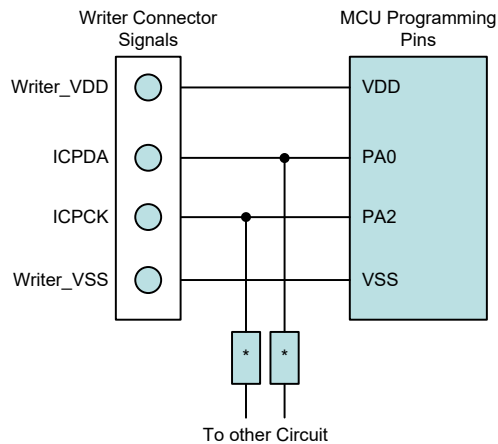 Writer Connector
Signals
MCU Programming
Pins
Writer_VDD
VDD
ICPDA
PA0
ICPCK
PA2
Writer_VSS
VSS
* *
To other Circuit